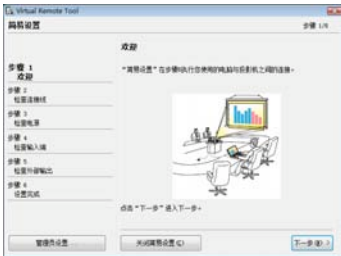 Virtual Remote Tool
简易设置
步骤 1/6
步骤 1
欢迎
步骤 2
检查连接线
步骤 3
检查电源
步骤 4
检查输入端
步骤 5
检查外部输出
步骤 6
设置完成
欢迎
"简易设置"在步骤6执行您使用的电脑与投影机之间的连接。
点击"下一步"进入下一步。
管理员设置
关闭简易设置(C)
下一步(N) >